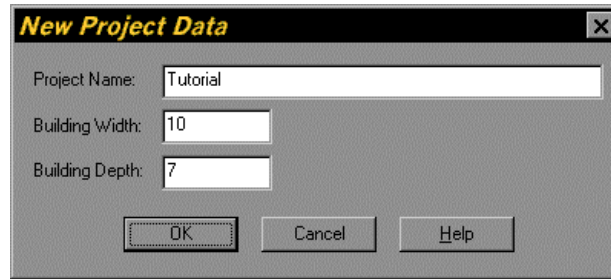 New Project Data
Project Name: Tutorial
Building Width: 10
Building Depth: 7
OK Cancel Help